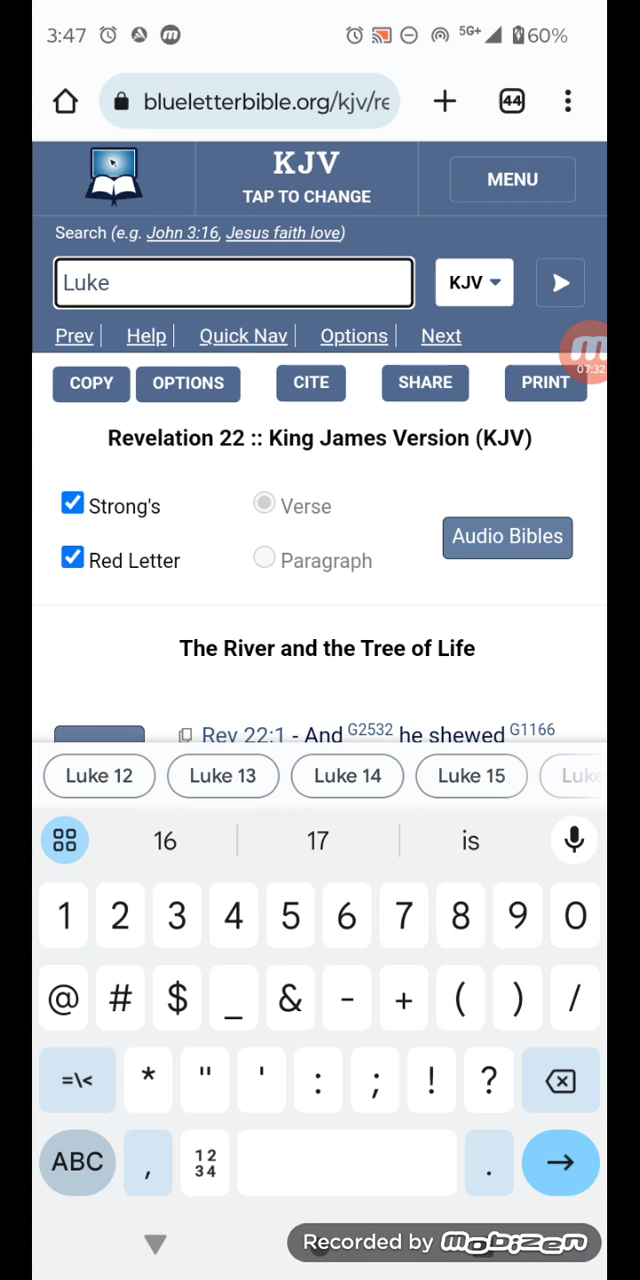 3:47 5G+ 60%
blueletterbible.org/kjv/re 44
KJV
TAP TO CHANGE
MENU
Search (e.g. John 3:16, Jesus faith love)
Luke KJV
Prev Help Quick Nav Options Next
07:32
COPY OPTIONS CITE SHARE PRINT
Revelation 22 :: King James Version (KJV)
Strong's Verse
Audio Bibles
Red Letter Paragraph
The River and the Tree of Life
Rev 22:1 - And G2532 he shewed G1166
Luke 12 Luke 13 Luke 14 Luke 15 Luke
16 17 is
1 2 3 4 5 6 7 8 9 0
@ # $ _ & - + ( ) /
=\< * " ' : ; ! ?
ABC , 12 34 .
Recorded by mobizen